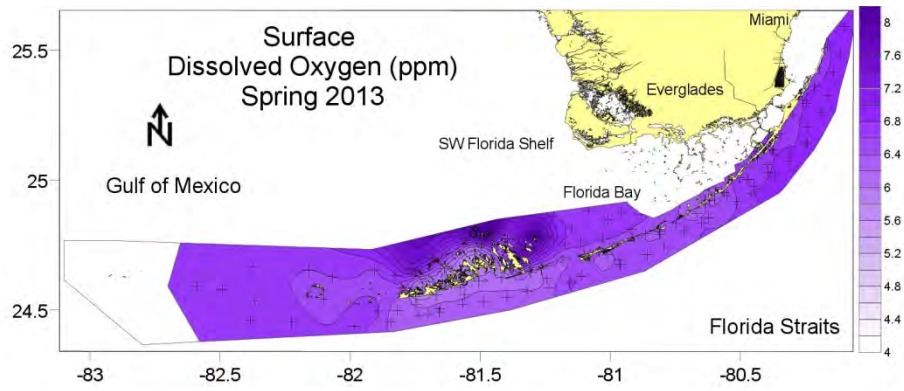 Surface
Dissolved Oxygen (ppm)
Spring 2013
N
Miami
Everglades
SW Florida Shelf
Gulf of Mexico
Florida Bay
Florida Straits
25.5
25
24.5
-83
-82.5
-82
-81.5
-81
-80.5
8
7.6
7.2
6.8
6.4
6
5.6
5.2
4.8
4.4
4